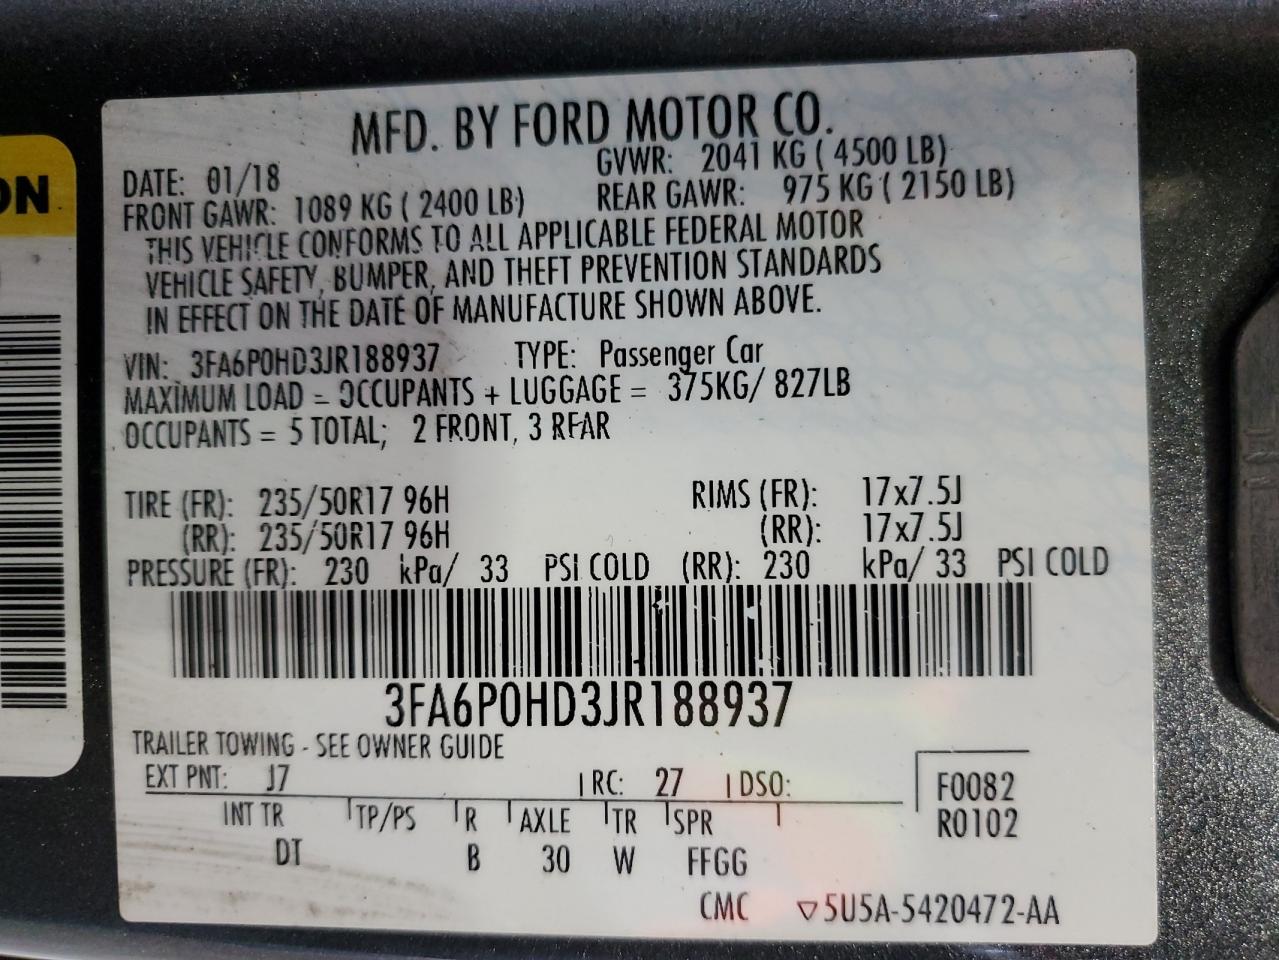 ON
MFD. BY FORD MOTOR CO.
DATE: 01/18 GVWR: 2041 KG ( 4500 LB)
FRONT GAWR: 1089 KG ( 2400 LB) REAR GAWR: 975 KG ( 2150 LB)
THIS VEHICLE CONFORMS TO ALL APPLICABLE FEDERAL MOTOR
VEHICLE SAFETY, BUMPER, AND THEFT PREVENTION STANDARDS
IN EFFECT ON THE DATE OF MANUFACTURE SHOWN ABOVE.
VIN: 3FA6P0HD3JR188937 TYPE: Passenger Car
MAXIMUM LOAD = OCCUPANTS + LUGGAGE = 375KG/ 827LB
OCCUPANTS = 5 TOTAL; 2 FRONT, 3 REAR
TIRE (FR): 235/50R17 96H RIMS (FR): 17x7.5J
(RR): 235/50R17 96H (RR): 17x7.5J
PRESSURE (FR): 230 kPa/ 33 PSI COLD (RR): 230 kPa/ 33 PSI COLD
3FA6P0HD3JR188937
TRAILER TOWING - SEE OWNER GUIDE
EXT PNT: J7 RC: 27 DSO: F0082
INT TR TP/PS R AXLE TR SPR R0102
DT B 30 W FFGG
CMC ▽5U5A-5420472-AA